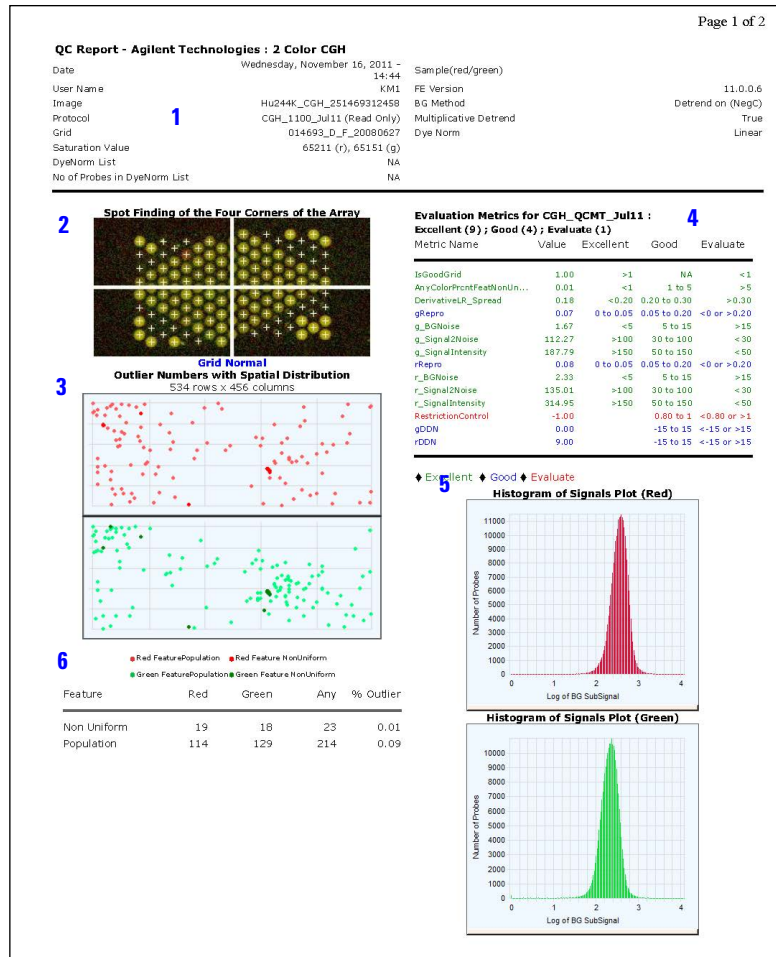 Page 1 of 2
QC Report - Agilent Technologies : 2 Color CGH
Date Wednesday, November 16, 2011 - 14:44
User Name KM1
Image Hu244K_CGH_251469312458
Protocol CGH_1100_Jul11 (Read Only)
Grid 014693_D_F_20080627
Saturation Value 65211 (r), 65151 (g)
DyeNorm List NA
No of Probes in DyeNorm List NA
Sample(red/green)
FE Version 11.0.0.6
BG Method Detrend on (NegC)
Multiplicative Detrend True
Dye Norm Linear
1
2
Spot Finding of the Four Corners of the Array
Grid Normal
3
Outlier Numbers with Spatial Distribution
534 rows x 456 columns
Red FeaturePopulation Red Feature NonUniform
Green FeaturePopulation Green Feature NonUniform
6
Feature Red Green Any % Outlier
Non Uniform 19 18 23 0.01
Population 114 129 214 0.09
4
Evaluation Metrics for CGH_QCMT_Jul11 :
Excellent (9) ; Good (4) ; Evaluate (1)
Metric Name Value Excellent Good Evaluate
IsGoodGrid 1.00 >1 NA <1
AnyColorPrcntFeatNonUn... 0.01 <1 1 to 5 >5
DerivativeLR_Spread 0.18 <0.20 0.20 to 0.30 >0.30
gRepro 0.07 0 to 0.05 0.05 to 0.20 <0 or >0.20
g_BGNoise 1.67 <5 5 to 15 >15
g_Signal2Noise 112.27 >100 30 to 100 <30
g_SignalIntensity 187.79 >150 50 to 150 <50
rRepro 0.08 0 to 0.05 0.05 to 0.20 <0 or >0.20
r_BGNoise 2.33 <5 5 to 15 >15
r_Signal2Noise 135.01 >100 30 to 100 <30
r_SignalIntensity 314.95 >150 50 to 150 <50
RestrictionControl -1.00 0.80 to 1 <0.80 or >1
gDDN 0.00 -15 to 15 <-15 or >15
rDDN 9.00 -15 to 15 <-15 or >15
♦ Excellent ♦ Good ♦ Evaluate
5
Histogram of Signals Plot (Red)
Number of Probes
11000
10000
9000
8000
7000
6000
5000
4000
3000
2000
1000
0
0 1 2 3 4
Log of BG SubSignal
Histogram of Signals Plot (Green)
Number of Probes
10000
9000
8000
7000
6000
5000
4000
3000
2000
1000
0
0 1 2 3 4
Log of BG SubSignal